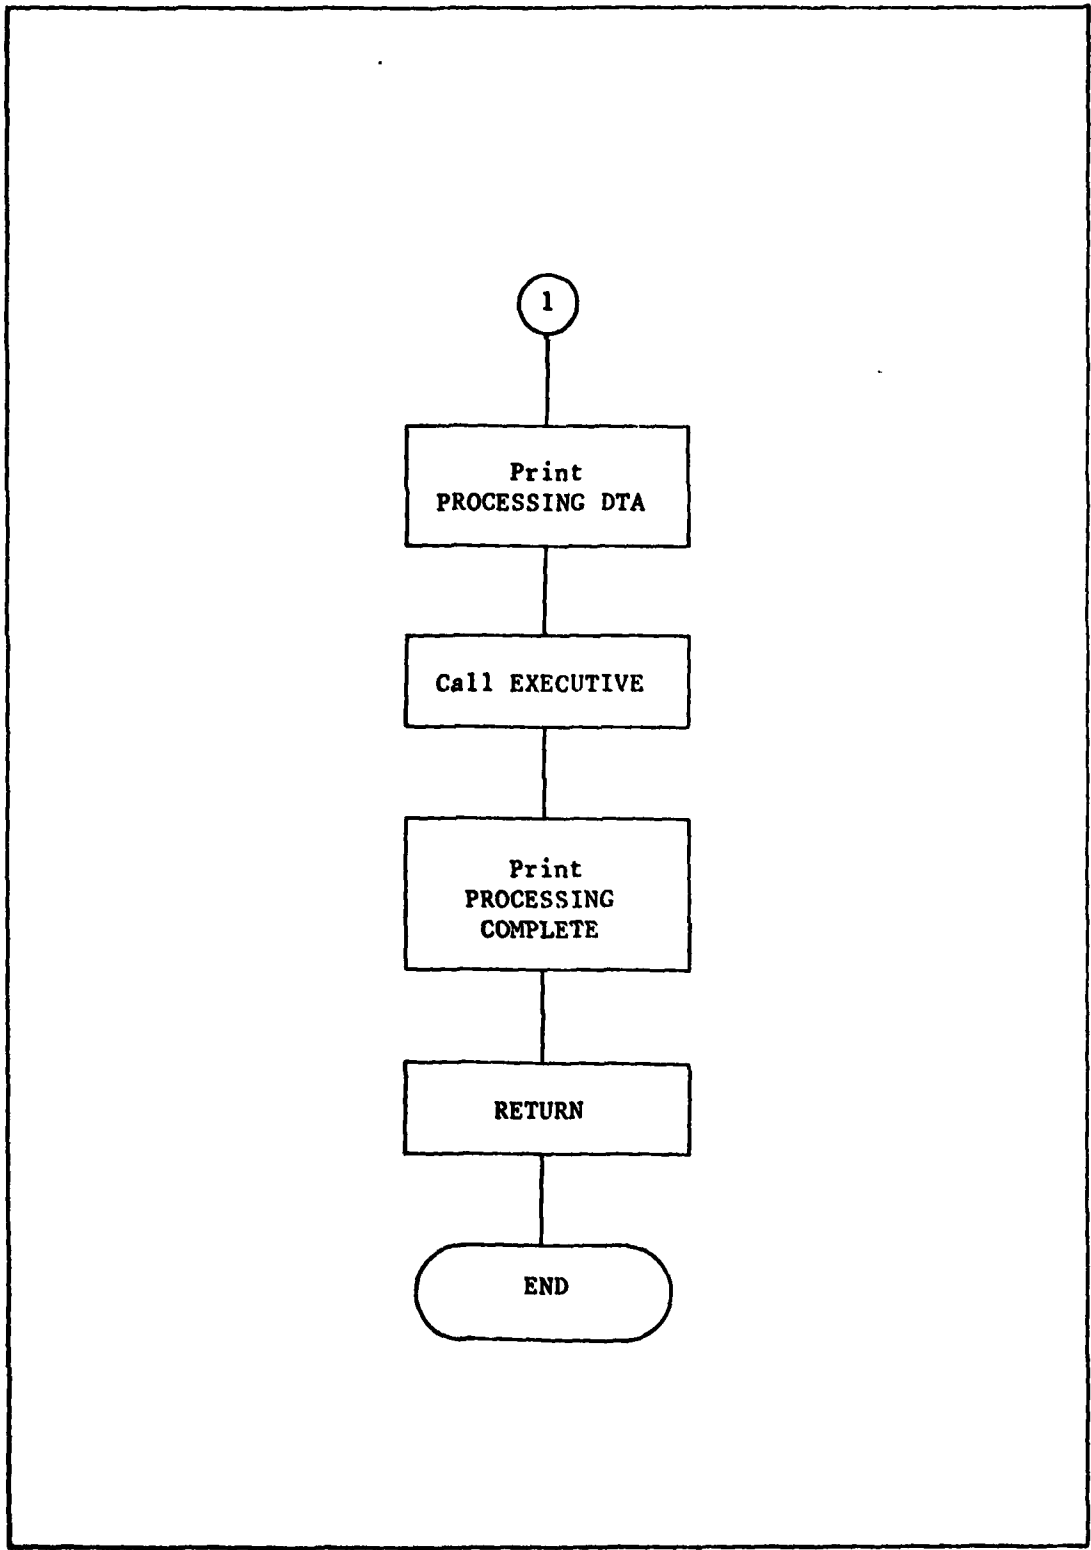 1
Print
PROCESSING DTA
Call EXECUTIVE
Print
PROCESSING
COMPLETE
RETURN
END